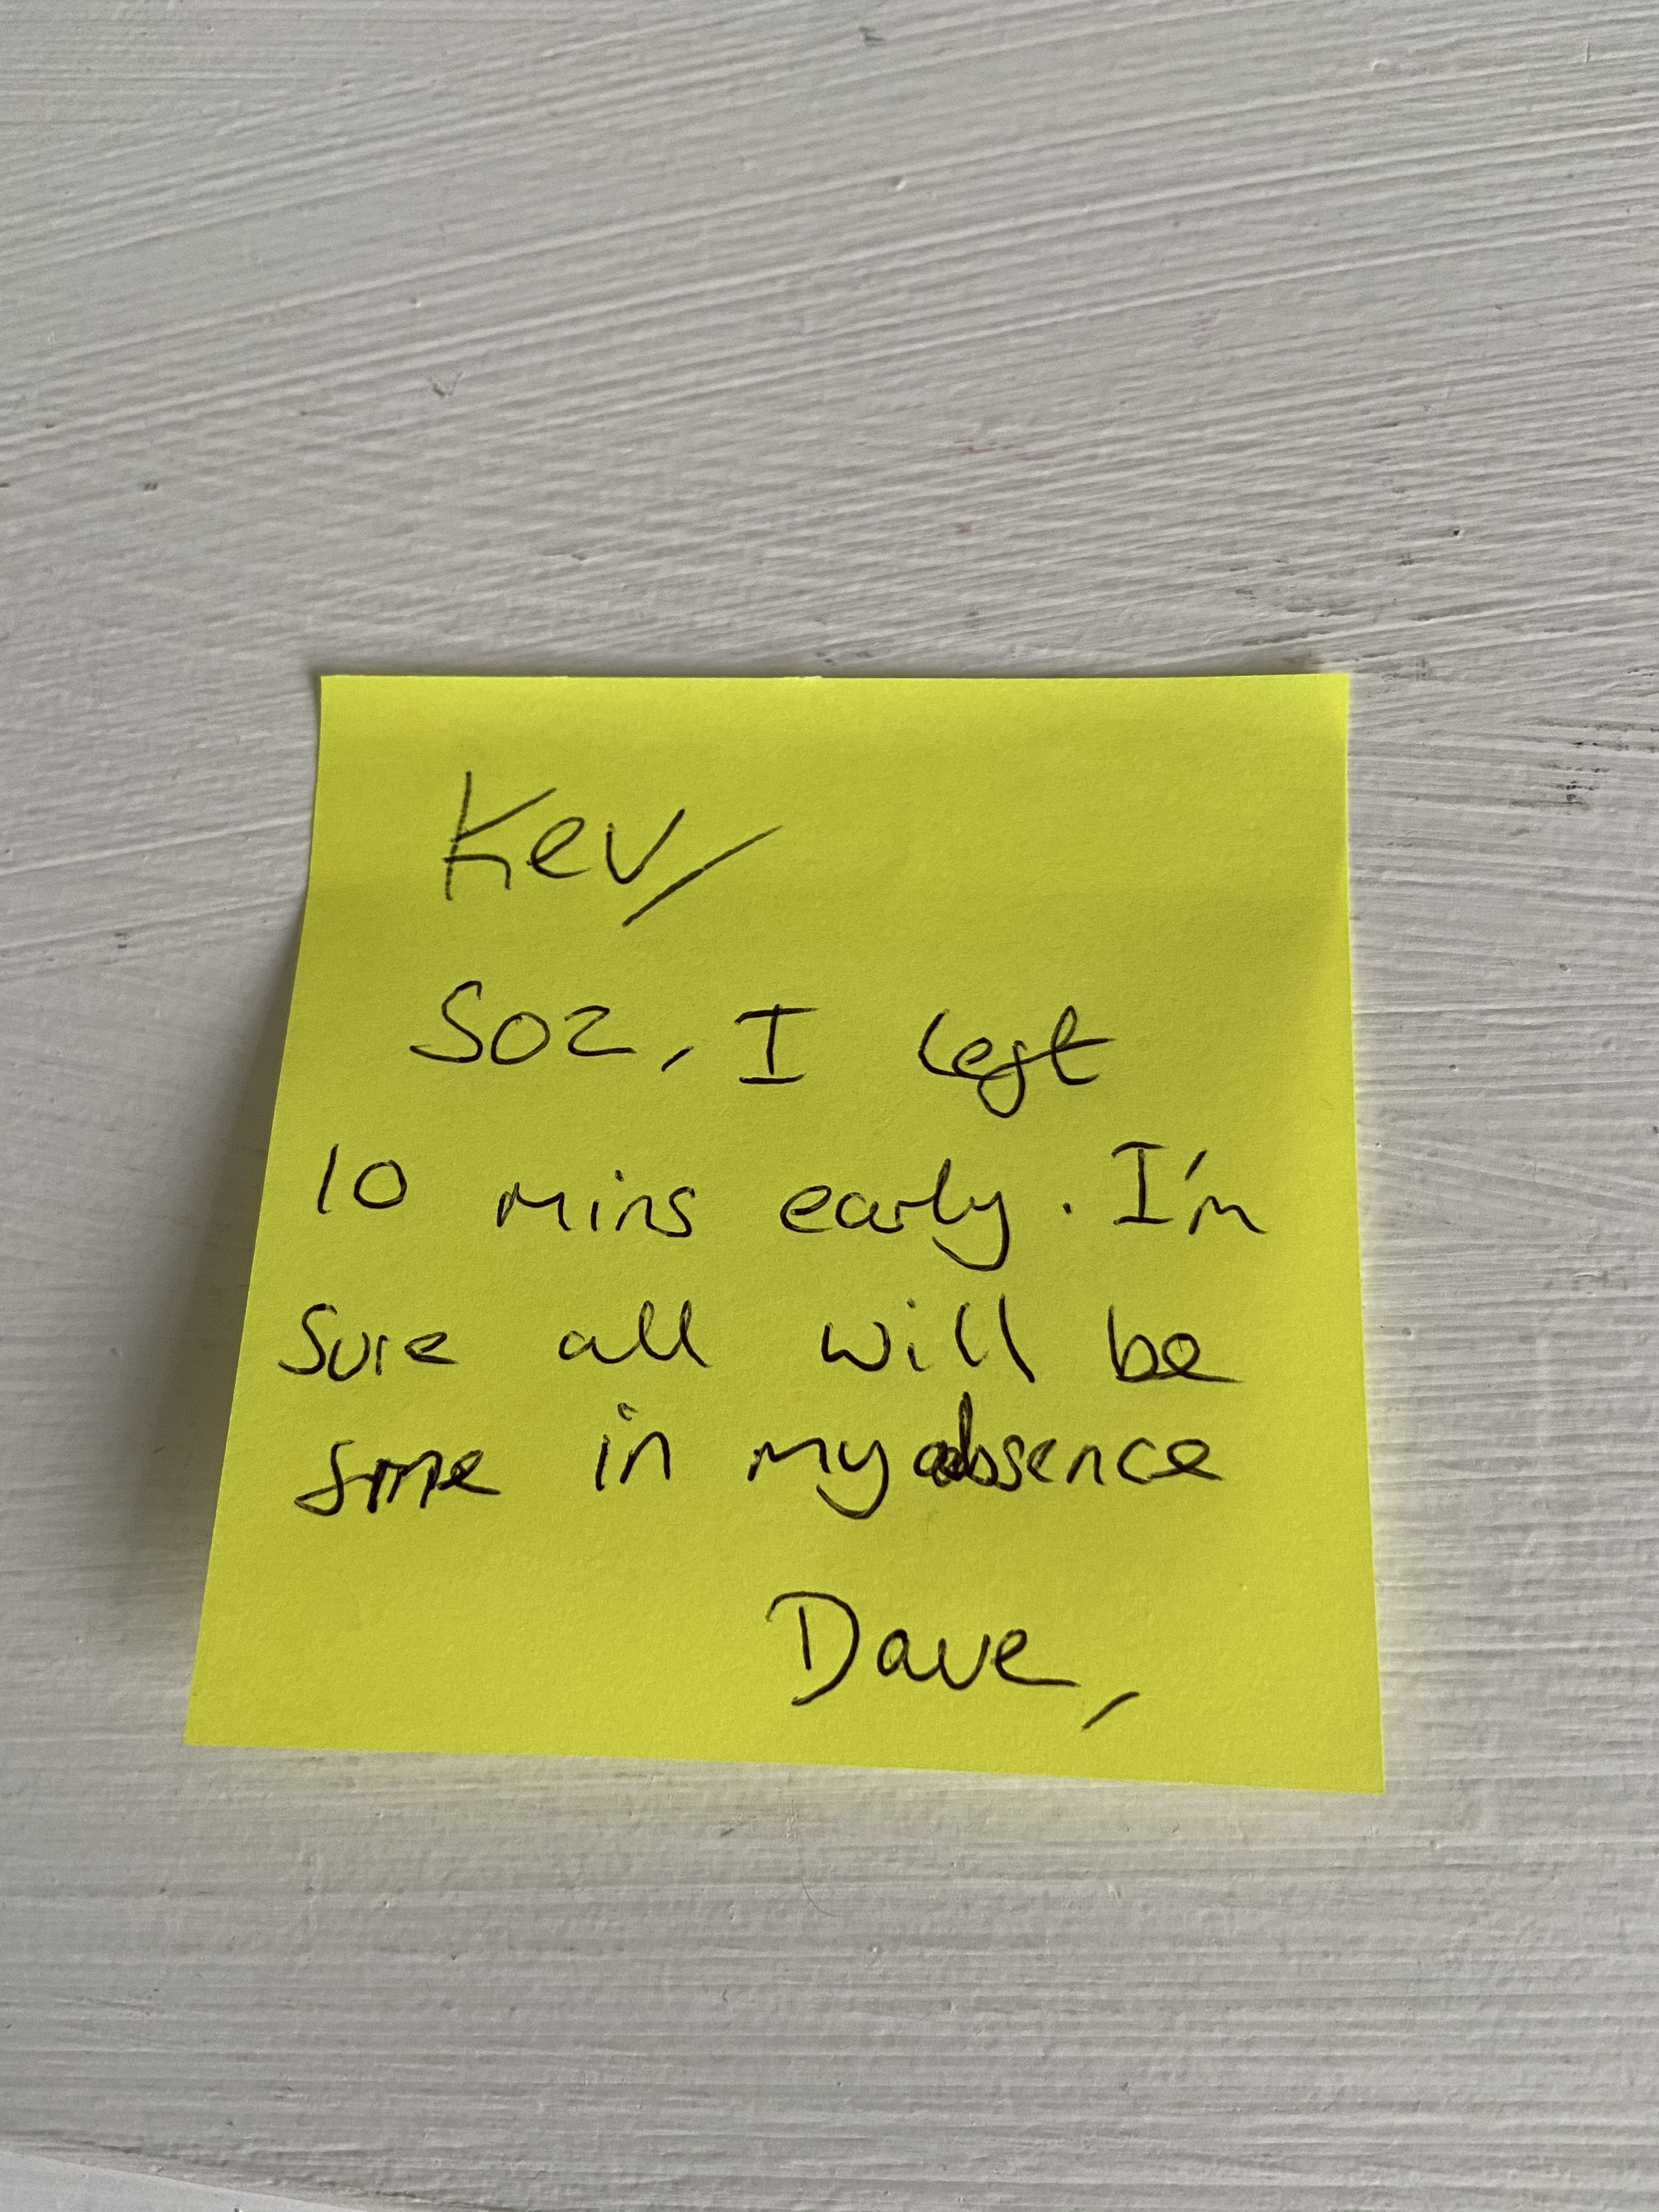 Kev/
Soz, I left
10 mins early. I'm
sure all will be
fine in my absence
Dave,